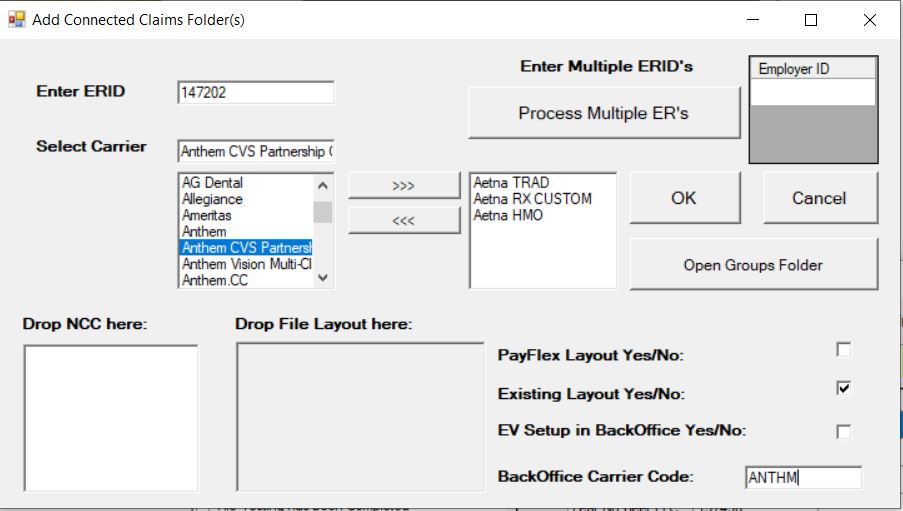 Add Connected Claims Folder(s)
Enter Multiple ERID's
Employer ID
Enter ERID
147202
Process Multiple ER's
Select Carrier
Anthem CVS Partnership
AG Dental
Allegiance
Ameritas
Anthem
Anthem CVS Partnersh
Anthem Vision Multi-Cl
Anthem.CC
>>>
<<<
Aetna TRAD
Aetna RX CUSTOM
Aetna HMO
OK
Cancel
Open Groups Folder
Drop NCC here:
Drop File Layout here:
PayFlex Layout Yes/No:
Existing Layout Yes/No:
EV Setup in BackOffice Yes/No:
BackOffice Carrier Code:
ANTHM